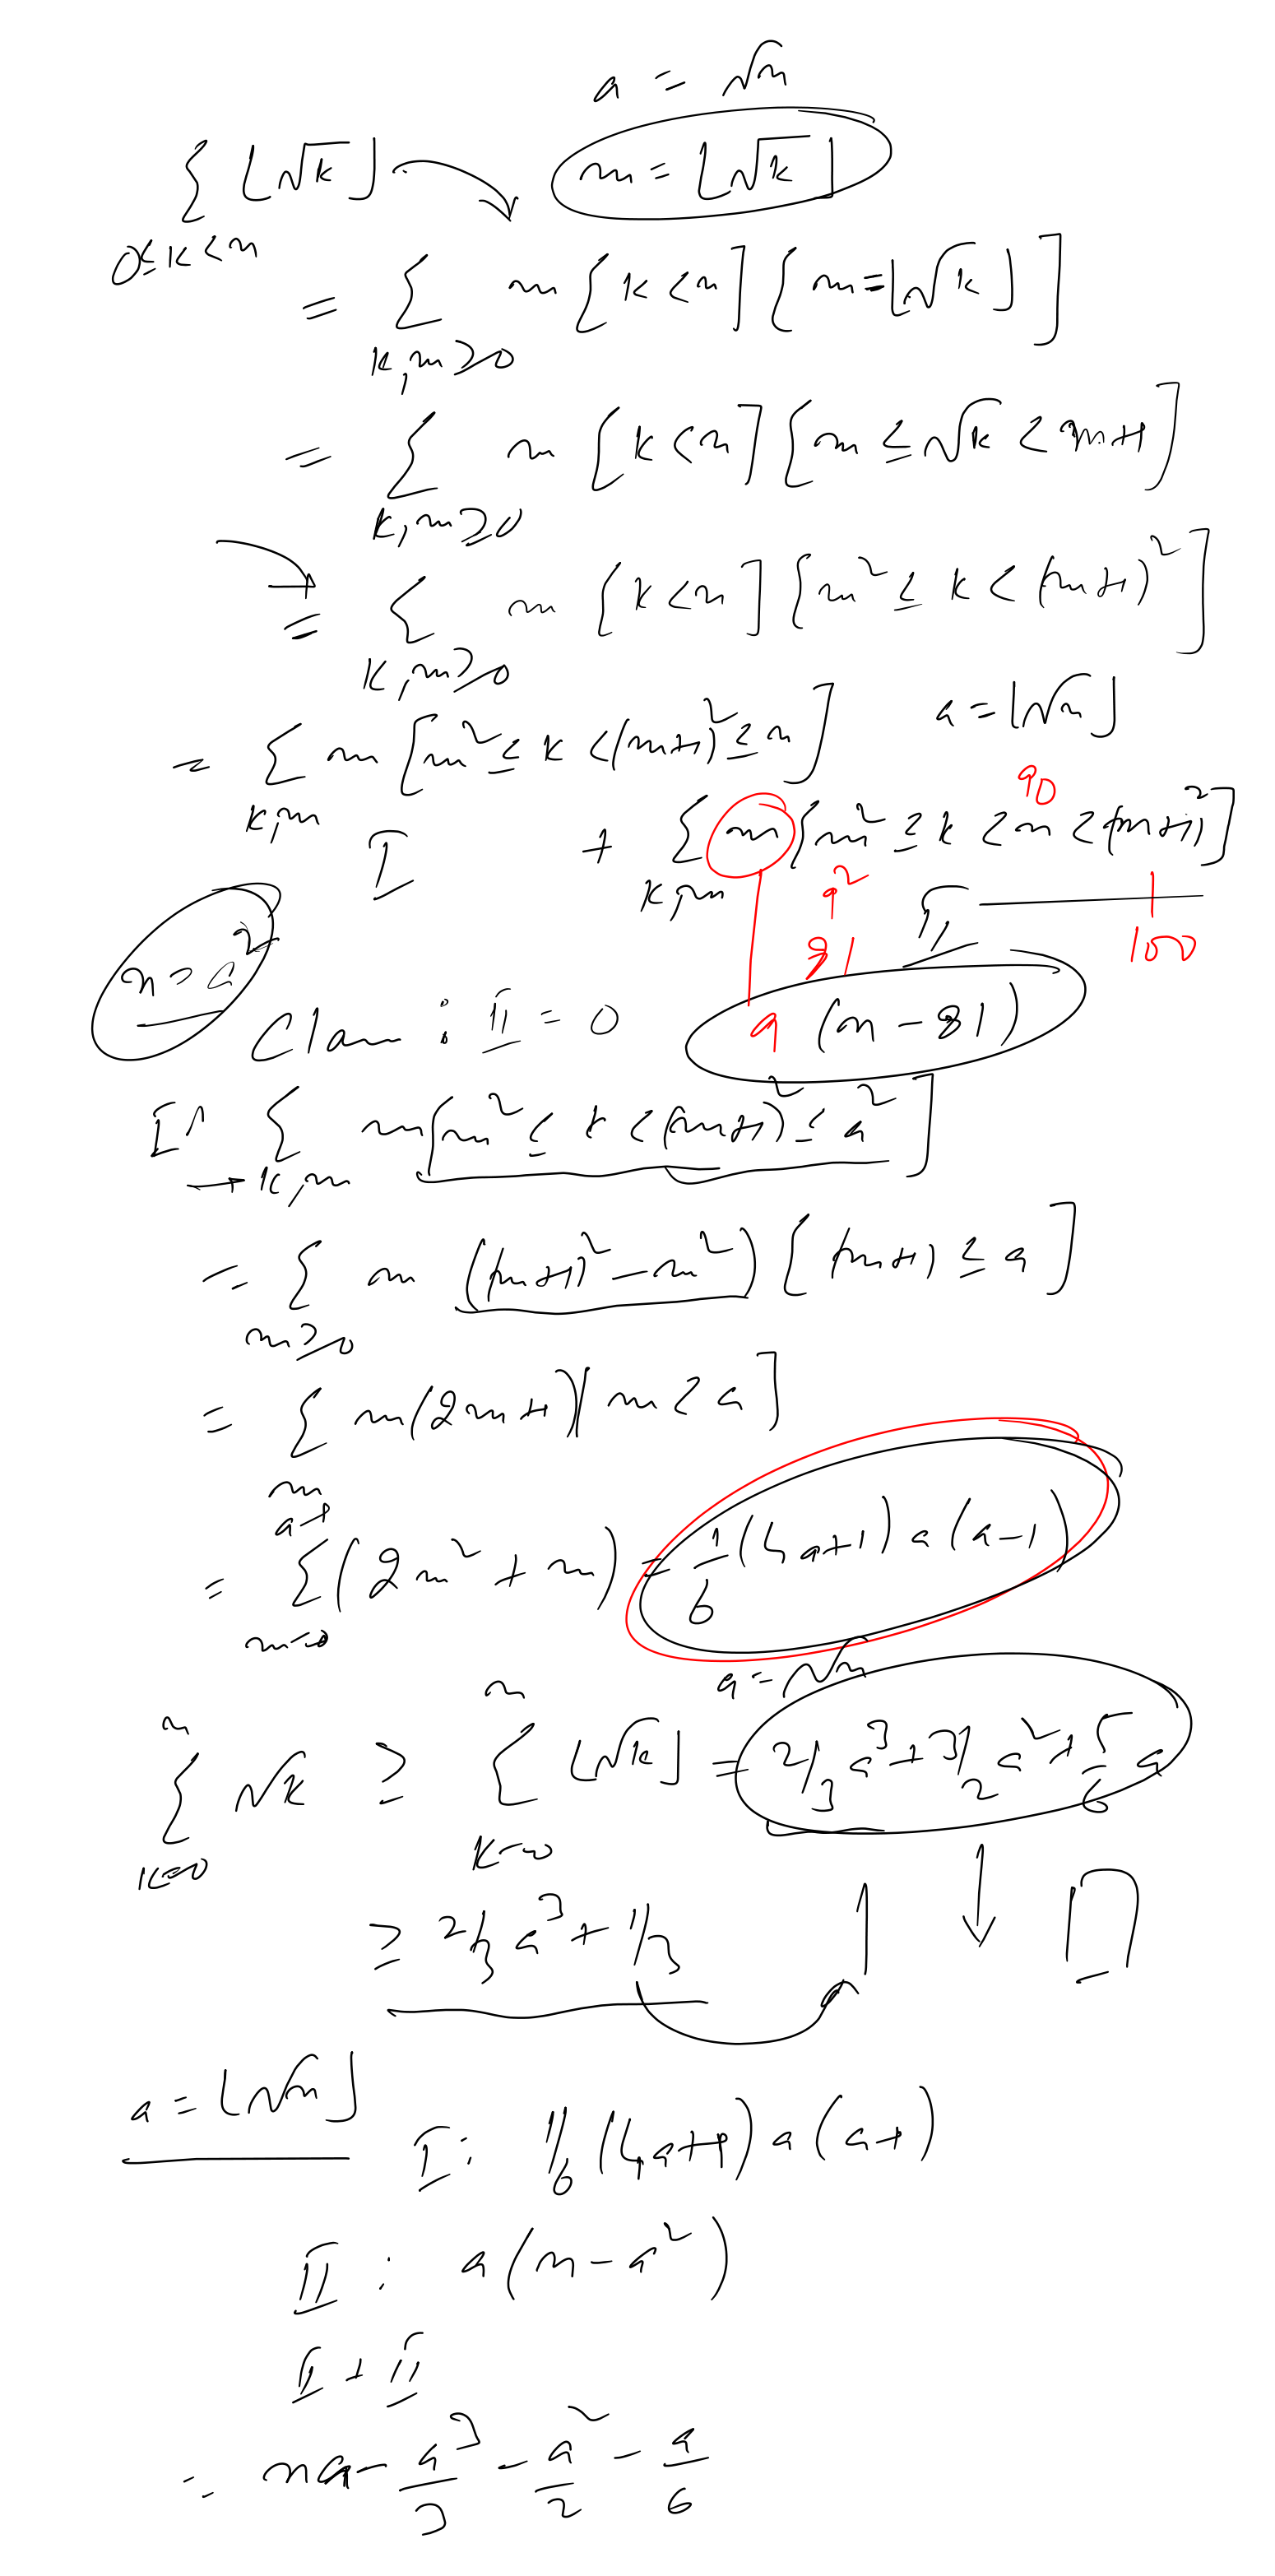 a = √n
∑ ⌊√k⌋ m = ⌊√k⌋
0≤k<n
= ∑ m [k<n] [m=⌊√k⌋]
k,m≥0
= ∑ m [k<n] [m ≤ √k < m+1]
k,m≥0
= ∑ m [k<n] [m² ≤ k < (m+1)²]
k,m≥0
= ∑ m [m² ≤ k < (m+1)² ≤ n] a = ⌊√n⌋
k,m
I + ∑ m [m² ≤ k < n < (m+1)²]
k,m
90
9²
II
81 100
n = a²
Claim : II = 0 9 (n - 81)
I = ∑ m [m² ≤ k < (m+1)² ≤ a²]
→ k,m
= ∑ m ((m+1)² - m²) [(m+1) ≤ a]
m≥0
= ∑ m(2m+1) [m < a]
m
a-1
= ∑ (2m² + m) = 1/6 (4a+1) a (a-1)
m=0
a = √n
n n
∑ √k ≥ ∑ ⌊√k⌋ = 2/3 a³ + 3/2 a² + 5/6 a
k=0 k=0
≥ 2/3 a³ + 1/3
a = ⌊√n⌋
I : 1/6 (4a+1) a (a-1)
II : a (n - a²)
I + II
= na - a³/3 - a²/2 - a/6